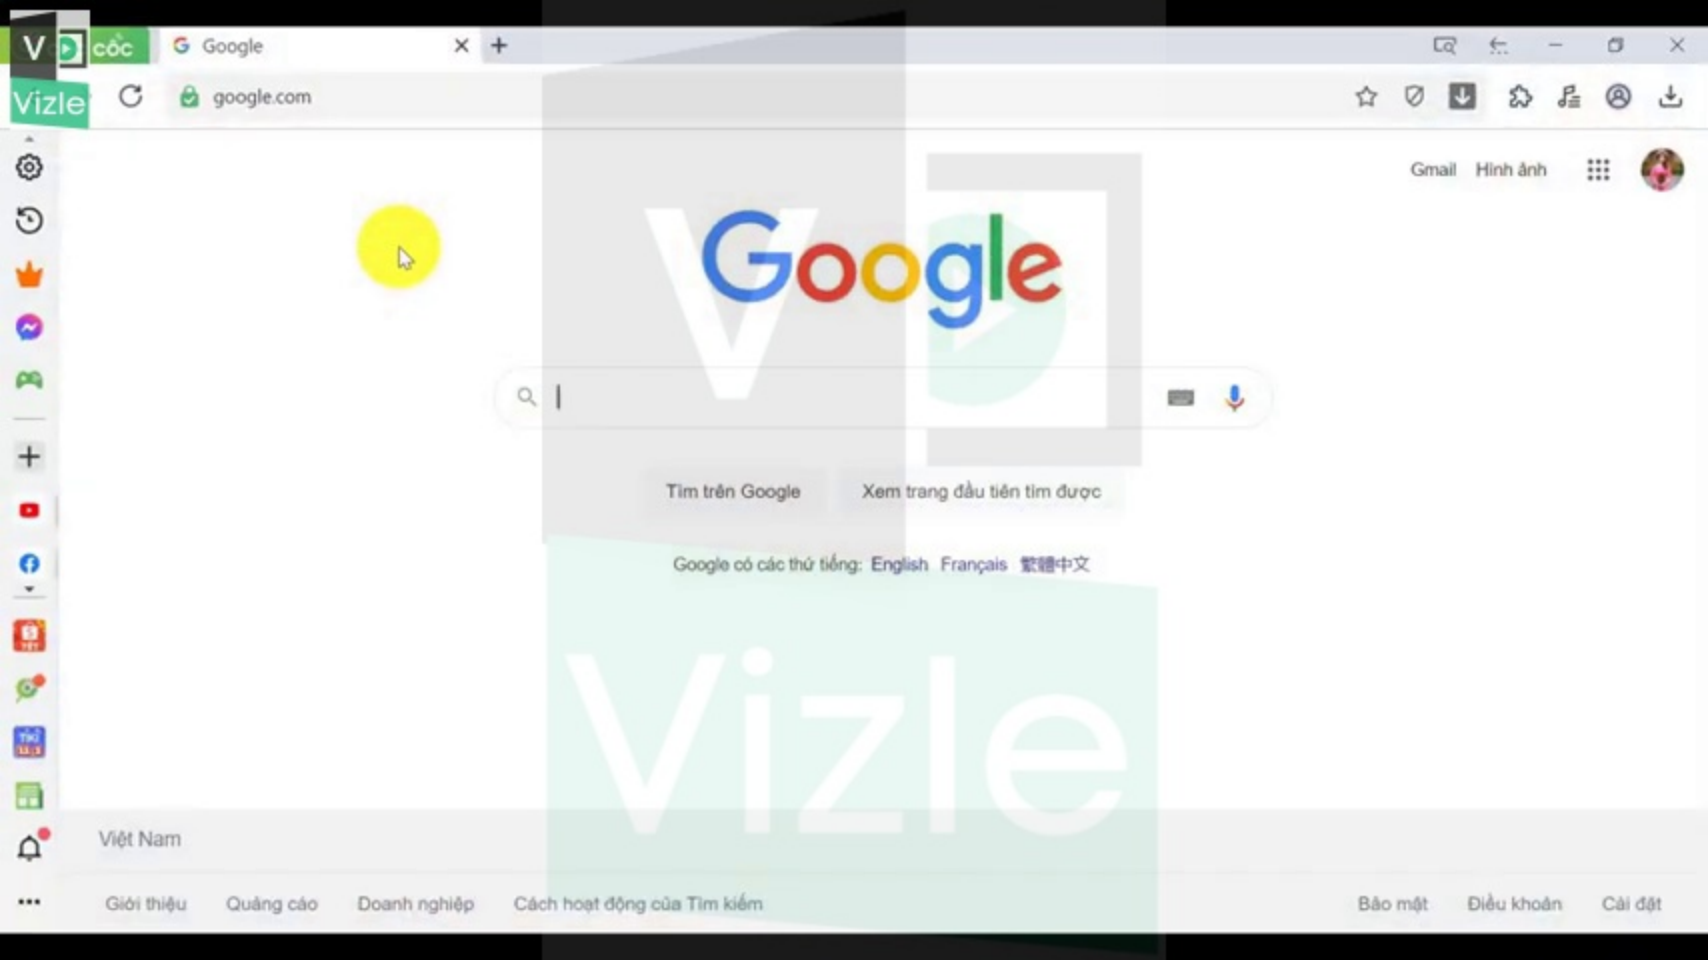 V cốc Google
Vizle google.com
Gmail Hình ảnh
V Google
Tìm trên Google Xem trang đầu tiên tìm được
Google có các thứ tiếng: English Français 繁體中文
Vizle
Việt Nam
Giới thiệu Quảng cáo Doanh nghiệp Cách hoạt động của Tìm kiếm Bảo mật Điều khoản Cài đặt